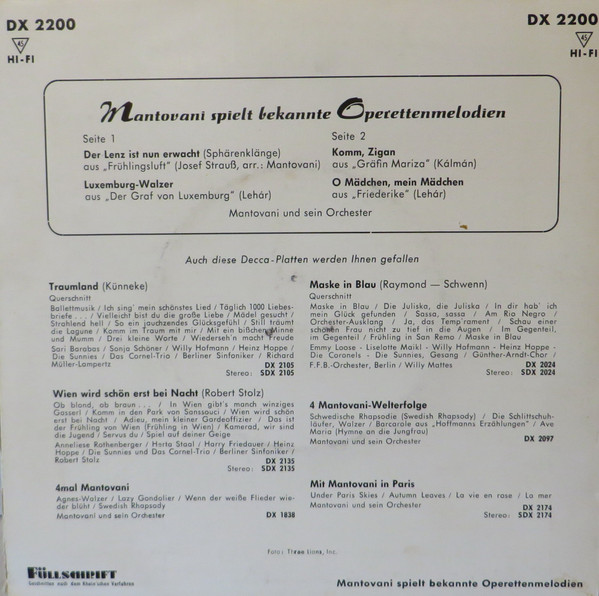 DX 2200
45
HI-FI
DX 2200
45
HI-FI
Mantovani spielt bekannte Operettenmelodien
Seite 1
Der Lenz ist nun erwacht (Sphärenklänge)
aus „Frühlingsluft" (Josef Strauß, arr.: Mantovani)
Luxemburg-Walzer
aus „Der Graf von Luxemburg" (Lehár)
Seite 2
Komm, Zigan
aus „Gräfin Mariza" (Kálmán)
O Mädchen, mein Mädchen
aus „Friederike" (Lehár)
Mantovani und sein Orchester
Auch diese Decca-Platten werden Ihnen gefallen
Traumland (Künneke)
Querschnitt
Ballettmusik / Ich sing' mein schönstes Lied / Täglich 1000 Liebes-
briefe . . . / Vielleicht bist du die große Liebe / Mädel gesucht /
Strahlend hell / So ein jauchzendes Glücksgefühl / Still träumt
die Lagune / Komm im Traum mit mir / Mit ein bißchen Minne
und Mumm / Drei kleine Worte / Wiederseh'n macht Freude
Sari Barabas / Sonja Schöner / Willy Hofmann / Heinz Hoppe /
Die Sunnies / Das Cornel-Trio / Berliner Sinfoniker / Richard
Müller-Lampertz DX 2105
Stereo: SDX 2105
Wien wird schön erst bei Nacht (Robert Stolz)
Ob blond, ob braun . . . / In Wien gibt's manch winziges
Gasserl / Komm in den Park von Sanssouci / Wien wird schön
erst bei Nacht / Adieu, mein kleiner Gardeoffizier / Das ist
der Frühling von Wien (Frühling in Wien) / Kamerad, wir sind
die Jugend / Servus du / Spiel auf deiner Geige
Anneliese Rothenberger / Herta Staal / Harry Friedauer / Heinz
Hoppe / Die Sunnies und Das Cornel-Trio / Berliner Sinfoniker /
Robert Stolz DX 2135
Stereo: SDX 2135
4mal Mantovani
Agnes-Walzer / Lazy Gondolier / Wenn der weiße Flieder wie-
der blüht / Swedish Rhapsody
Mantovani und sein Orchester DX 1838
Maske in Blau (Raymond — Schwenn)
Querschnitt
Maske in Blau / Die Juliska, die Juliska / In dir hab' ich
mein Glück gefunden / Sassa, sassa / Am Rio Negro /
Orchester-Ausklang / Ja, das Temp'rament / Schau einer
schönen Frau nicht zu tief in die Augen / Im Gegenteil,
im Gegenteil / Frühling in San Remo / Maske in Blau
Emmy Loose - Liselotte Maikl - Willy Hofmann - Heinz Hoppe -
Die Coronels - Die Sunnies, Gesang / Günther-Arndt-Chor /
F.F.B.-Orchester, Berlin / Willy Mattes DX 2024
Stereo: SDX 2024
4 Mantovani-Welterfolge
Schwedische Rhapsodie (Swedish Rhapsody) / Die Schlittschuh-
läufer, Walzer / Barcarole aus „Hoffmanns Erzählungen" / Ave
Maria (Hymne an die Jungfrau)
Mantovani und sein Orchester DX 2097
Mit Mantovani in Paris
Under Paris Skies / Autumn Leaves / La vie en rose / La mer
Mantovani und sein Orchester DX 2174
Stereo: SDX 2174
Foto: Three Lions, Inc.
FÜLLSCHRIFT
Geschnitten nach dem Rhein'schen Verfahren
Mantovani spielt bekannte Operettenmelodien